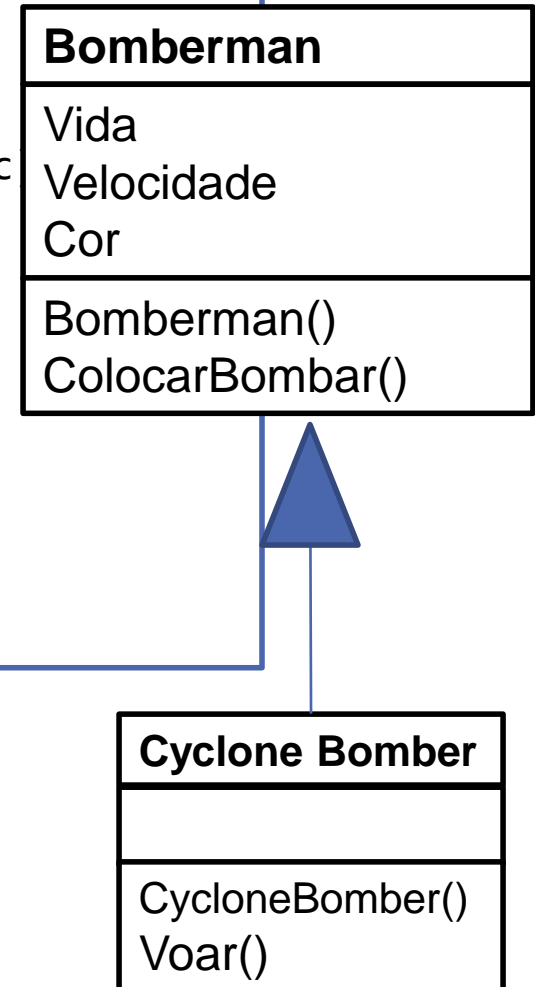 Bomberman
Vida
c
Velocidade
Cor
Bomberman()
ColocarBombar()
Cyclone Bomber
CycloneBomber()
Voar()